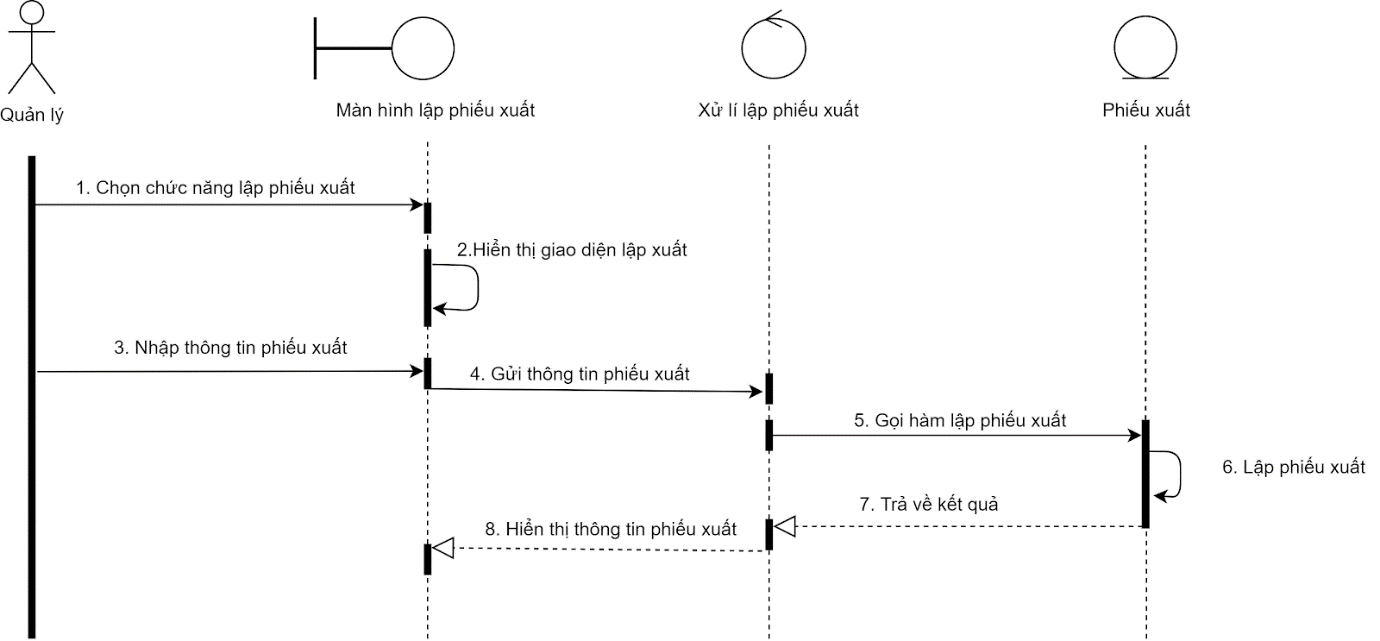 Quản lý
Màn hình lập phiếu xuất
Xử lí lập phiếu xuất
Phiếu xuất
1. Chọn chức năng lập phiếu xuất
2.Hiển thị giao diện lập xuất
3. Nhập thông tin phiếu xuất
4. Gửi thông tin phiếu xuất
5. Gọi hàm lập phiếu xuất
6. Lập phiếu xuất
7. Trả về kết quả
8. Hiển thị thông tin phiếu xuất